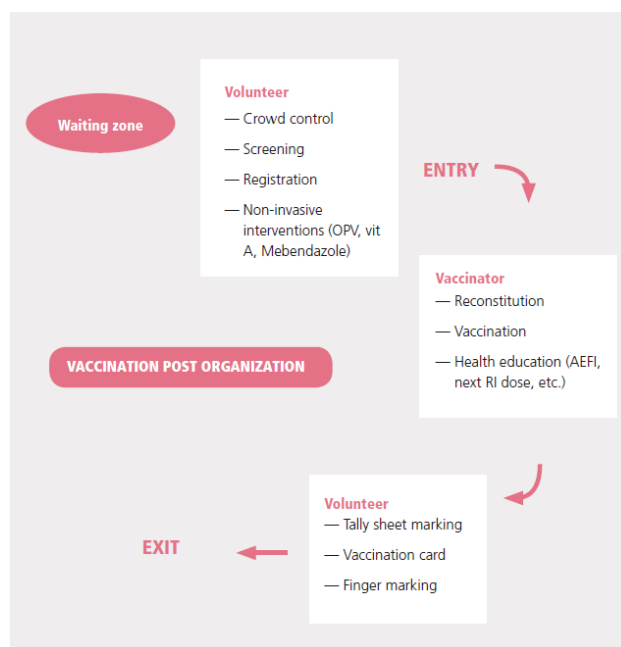 Waiting zone
Volunteer
— Crowd control
— Screening
— Registration
— Non-invasive
interventions (OPV, vit
A, Mebendazole)
ENTRY
Vaccinator
— Reconstitution
— Vaccination
— Health education (AEFI,
next RI dose, etc.)
VACCINATION POST ORGANIZATION
Volunteer
— Tally sheet marking
— Vaccination card
— Finger marking
EXIT